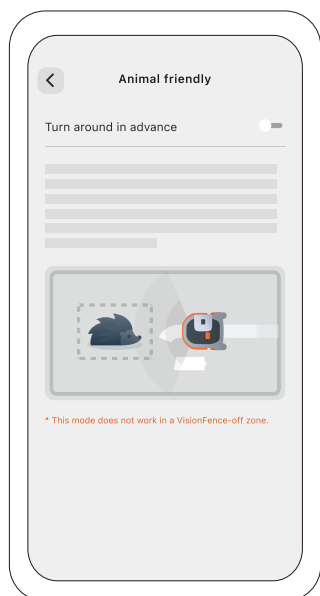 Animal friendly
Turn around in advance
* This mode does not work in a VisionFence-off zone.